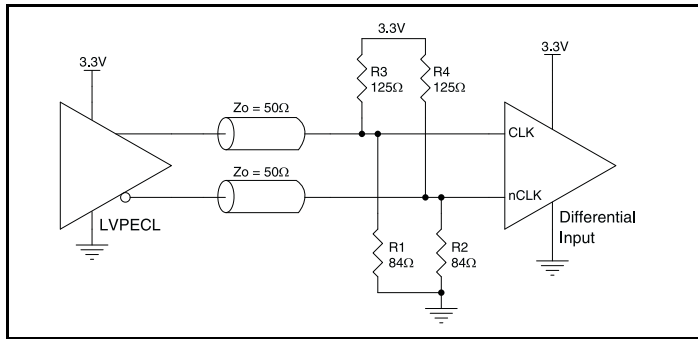 3.3V
3.3V
3.3V
R3
125Ω
R4
125Ω
Zo = 50Ω
CLK
Zo = 50Ω
nCLK
LVPECL
Differential
Input
R1
84Ω
R2
84Ω